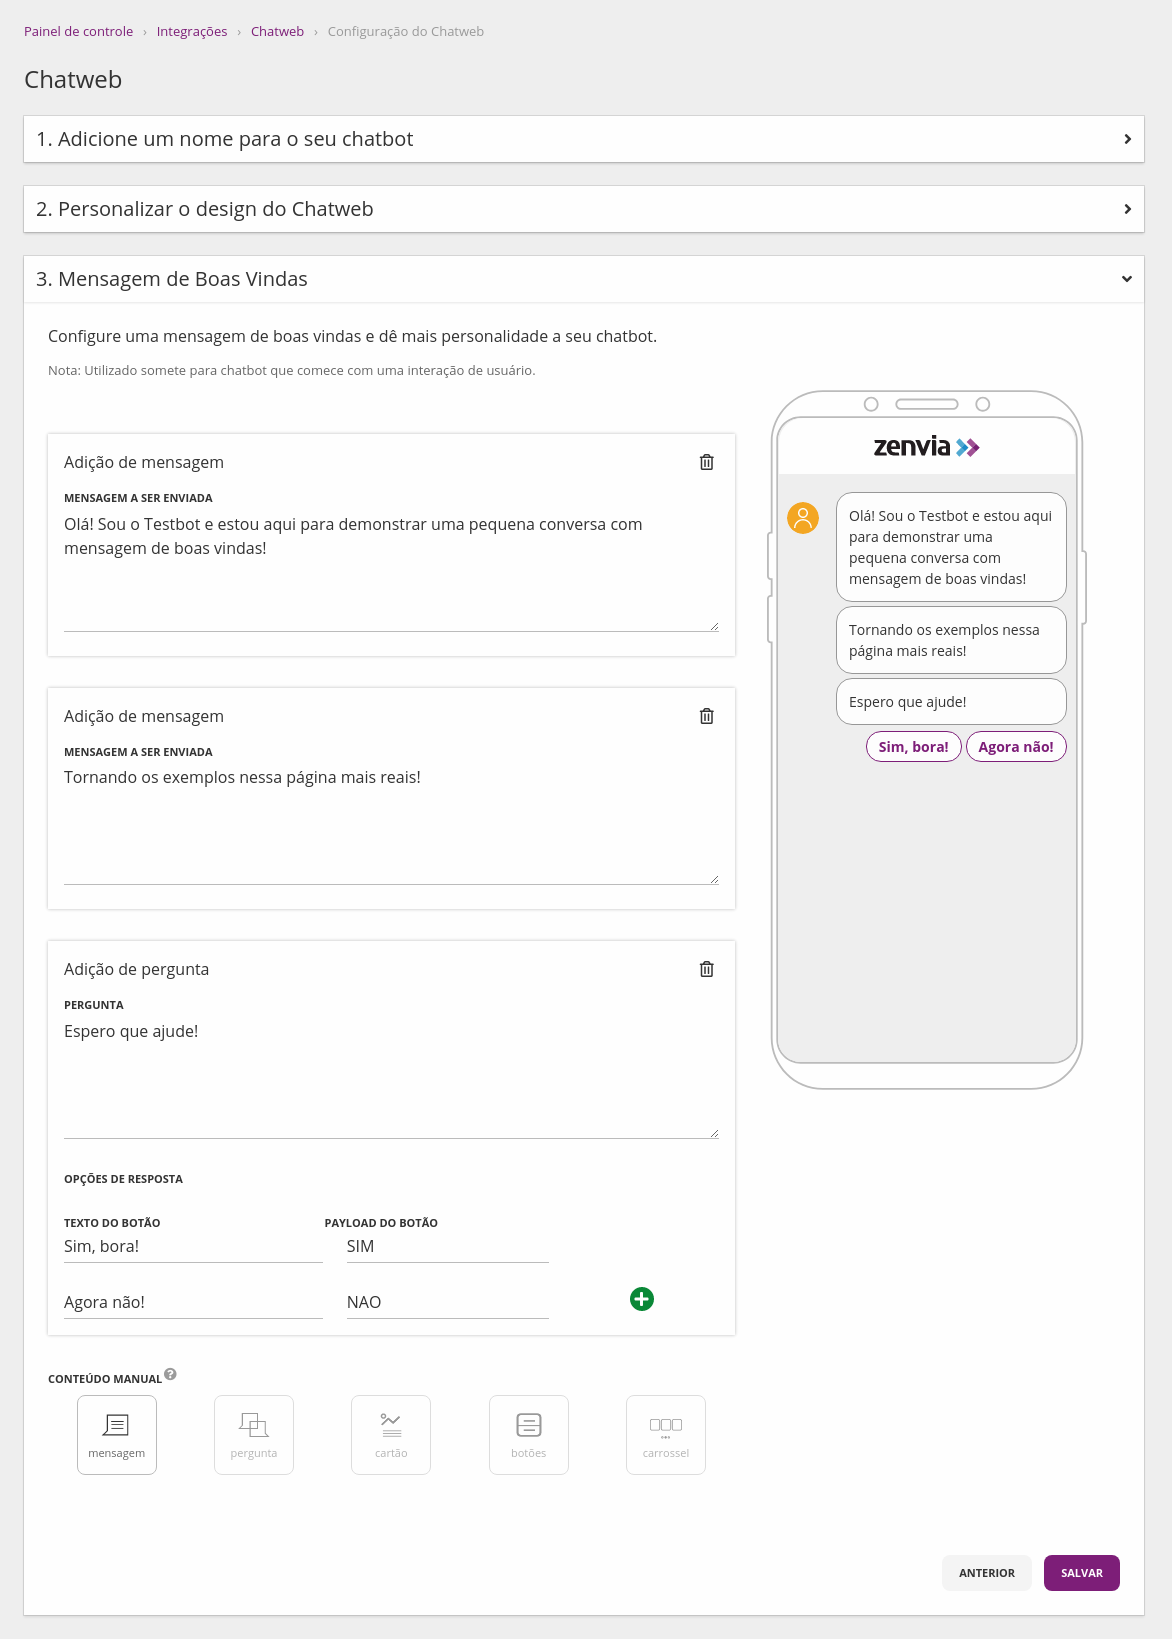 Painel de controle › Integrações › Chatweb › Configuração do Chatweb
Chatweb
1. Adicione um nome para o seu chatbot
2. Personalizar o design do Chatweb
3. Mensagem de Boas Vindas
Configure uma mensagem de boas vindas e dê mais personalidade a seu chatbot.
Nota: Utilizado somete para chatbot que comece com uma interação de usuário.
Adição de mensagem
MENSAGEM A SER ENVIADA
Olá! Sou o Testbot e estou aqui para demonstrar uma pequena conversa com
mensagem de boas vindas!
Adição de mensagem
MENSAGEM A SER ENVIADA
Tornando os exemplos nessa página mais reais!
Adição de pergunta
PERGUNTA
Espero que ajude!
OPÇÕES DE RESPOSTA
TEXTO DO BOTÃO PAYLOAD DO BOTÃO
Sim, bora! SIM
Agora não! NAO
CONTEÚDO MANUAL ?
mensagem pergunta cartão botões carrossel
zenvia
Olá! Sou o Testbot e estou aqui
para demonstrar uma
pequena conversa com
mensagem de boas vindas!
Tornando os exemplos nessa
página mais reais!
Espero que ajude!
Sim, bora! Agora não!
ANTERIOR SALVAR